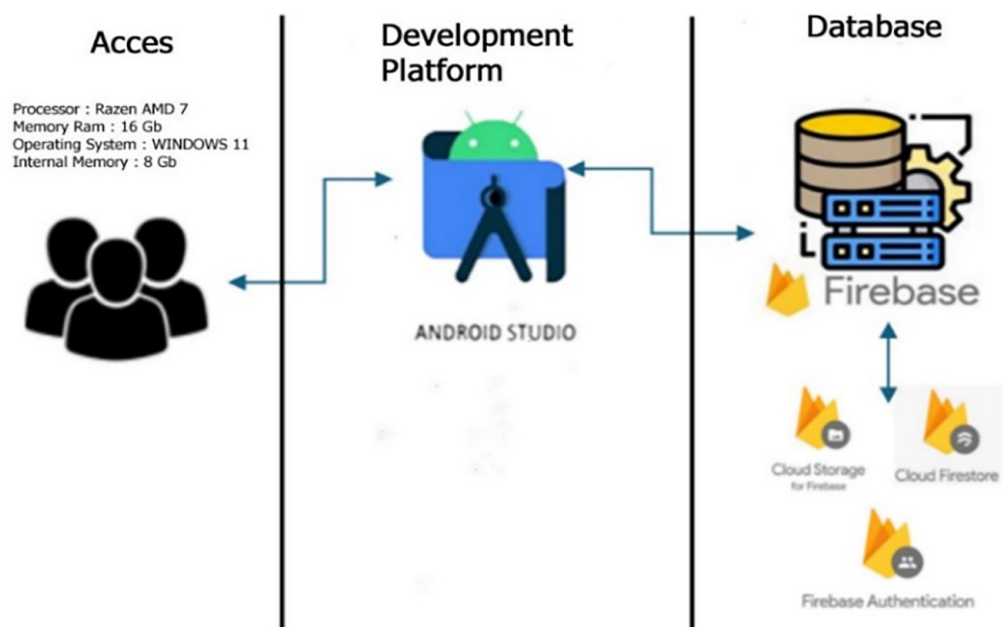 Acces
Processor : Razen AMD 7
Memory Ram : 16 Gb
Operating System : WINDOWS 11
Internal Memory : 8 Gb
Development
Platform
ANDROID STUDIO
Database
Firebase
Cloud Storage
for Firebase
Cloud Firestore
Firebase Authentication